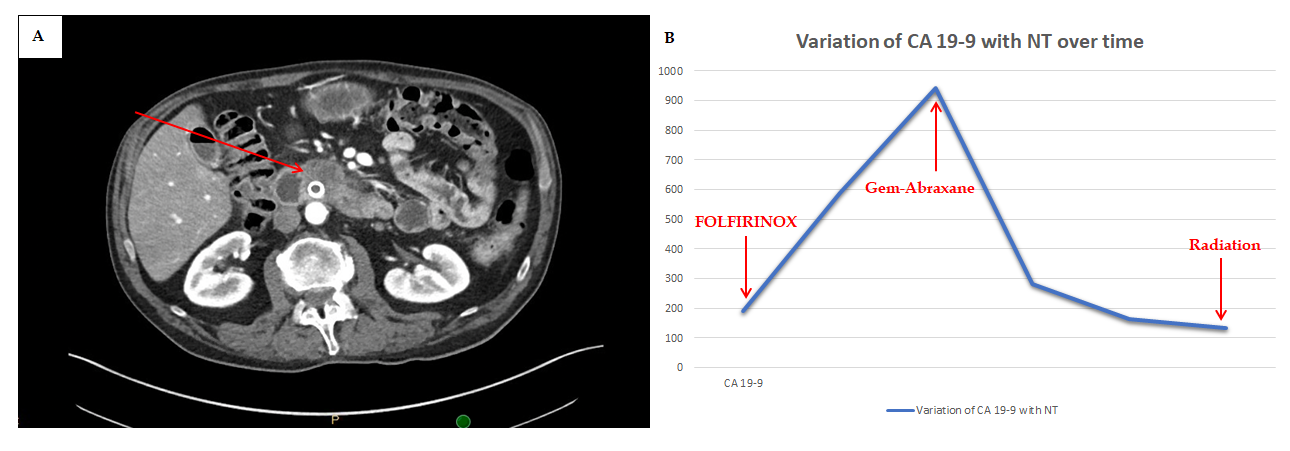 A
P
B
Variation of CA 19-9 with NT over time
1000
900
800
700
600
500
400
300
200
100
0
FOLFIRINOX
Gem-Abraxane
Radiation
CA 19-9
Variation of CA 19-9 with NT